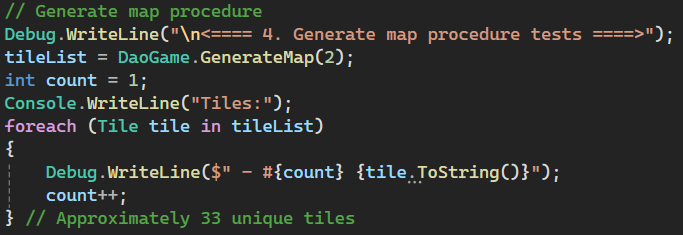 // Generate map procedure
Debug.WriteLine("\n<==== 4. Generate map procedure tests ====>");
tileList = DaoGame.GenerateMap(2);
int count = 1;
Console.WriteLine("Tiles:");
foreach (Tile tile in tileList)
{
    Debug.WriteLine($" - #{count} {tile.ToString()}");
    count++;
} // Approximately 33 unique tiles